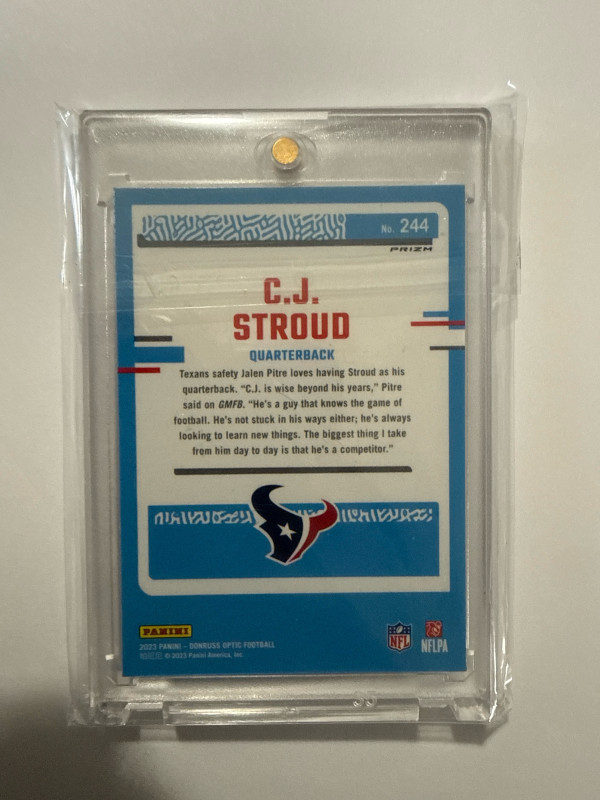 No. 244
PRIZM
C.J.
STROUD
QUARTERBACK
Texans safety Jalen Pitre loves having Stroud as his
quarterback. “C.J. is wise beyond his years,” Pitre
said on GMFB. “He’s a guy that knows the game of
football. He’s not stuck in his ways either; he’s always
looking to learn new things. The biggest thing I take
from him day to day is that he’s a competitor.”
PANINI
2023 PANINI – DONRUSS OPTIC FOOTBALL
© 2023 Panini America, Inc.
NFL
NFLPA